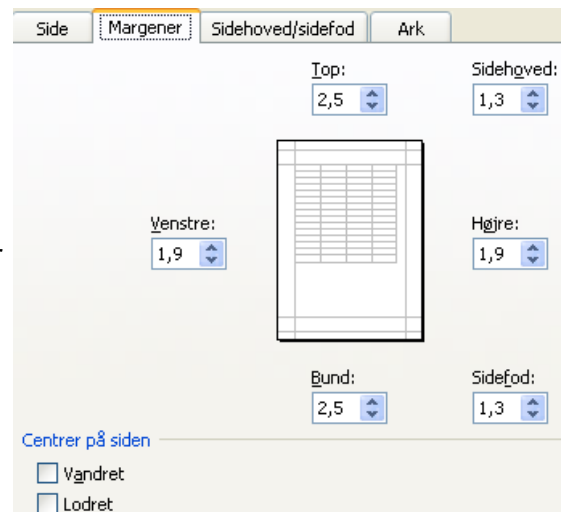 Side Margener Sidehoved/sidefod Ark
Top: Sidehoved:
2,5 1,3
Venstre: Højre:
1,9 1,9
Bund: Sidefod:
2,5 1,3
Centrer på siden
Vandret
Lodret